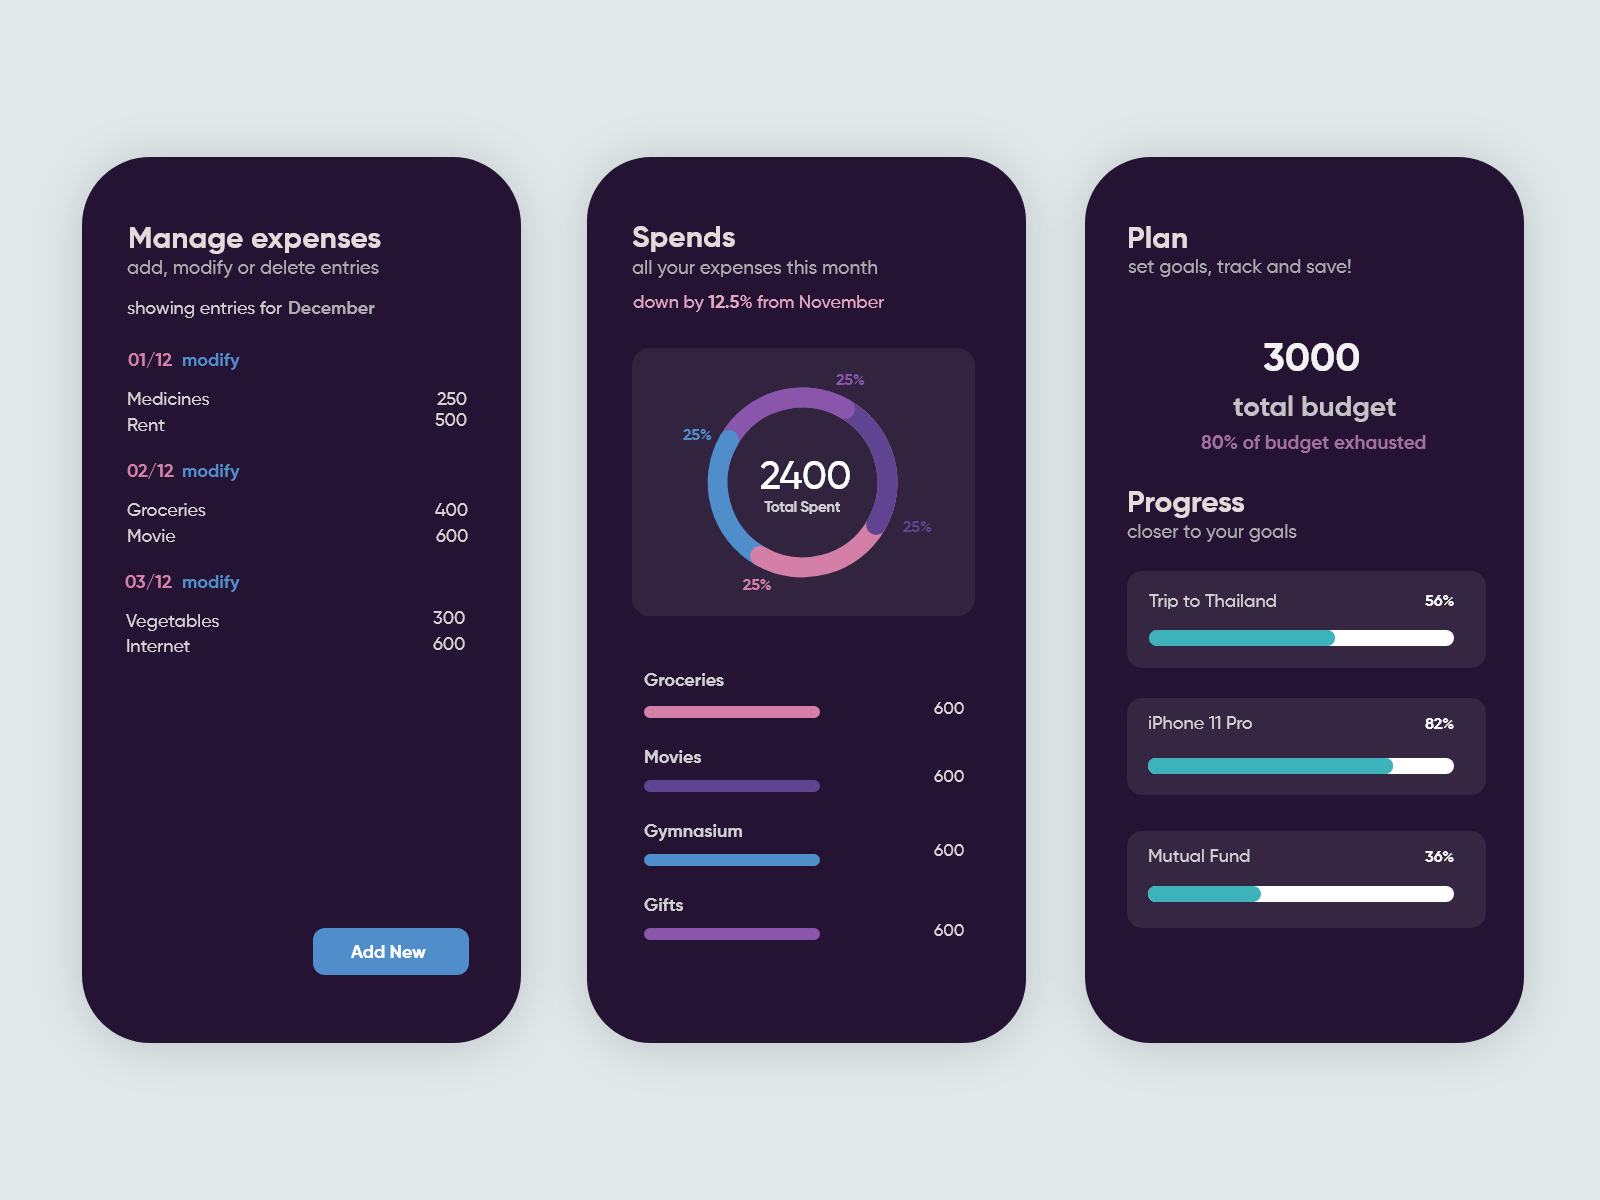 Manage expenses
add, modify or delete entries
showing entries for December
01/12 modify
Medicines 250
Rent 500
02/12 modify
Groceries 400
Movie 600
03/12 modify
Vegetables 300
Internet 600
Add New
Spends
all your expenses this month
down by 12.5% from November
25%
25%
2400
Total Spent
25%
25%
Groceries
600
Movies
600
Gymnasium
600
Gifts
600
Plan
set goals, track and save!
3000
total budget
80% of budget exhausted
Progress
closer to your goals
Trip to Thailand 56%
iPhone 11 Pro 82%
Mutual Fund 36%